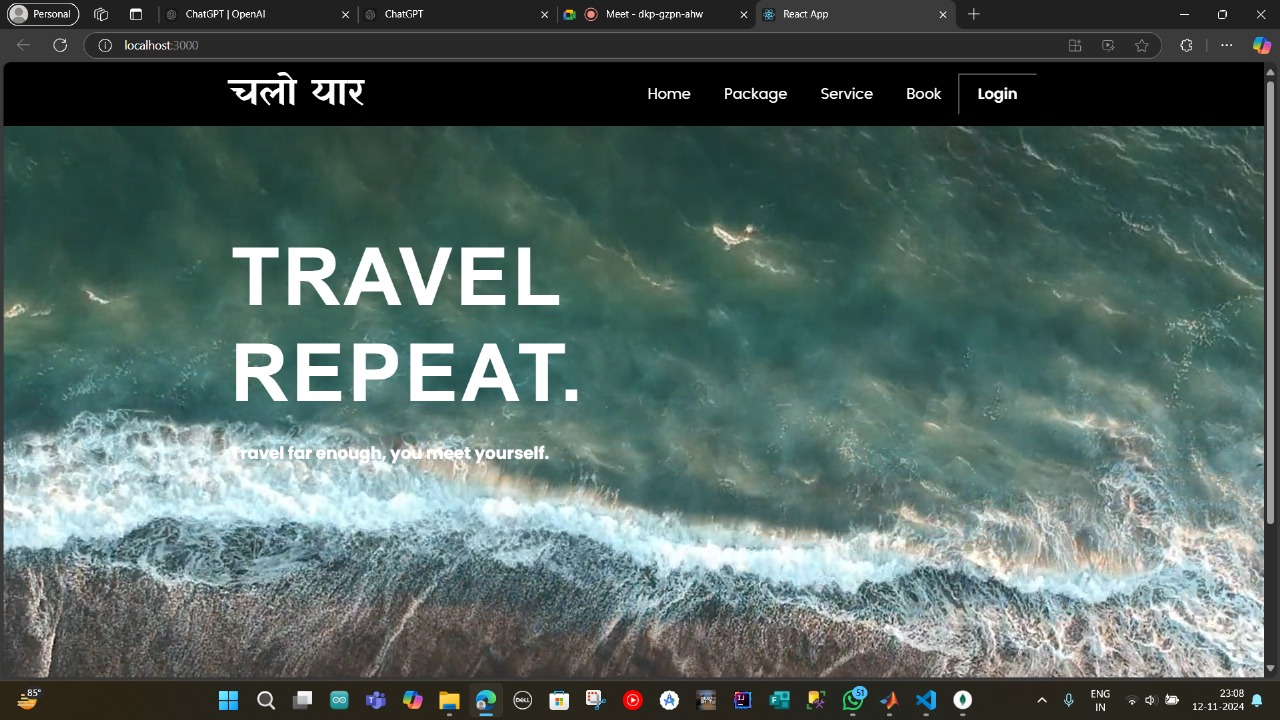 Personal
ChatGPT | OpenAI
ChatGPT
Meet - dkp-gzpn-ahw
React App
localhost:3000
चलो यार
Home
Package
Service
Book
Login
TRAVEL
REPEAT.
Travel far enough, you meet yourself.
85°
DELL
51
ENG
IN
23:08
12-11-2024